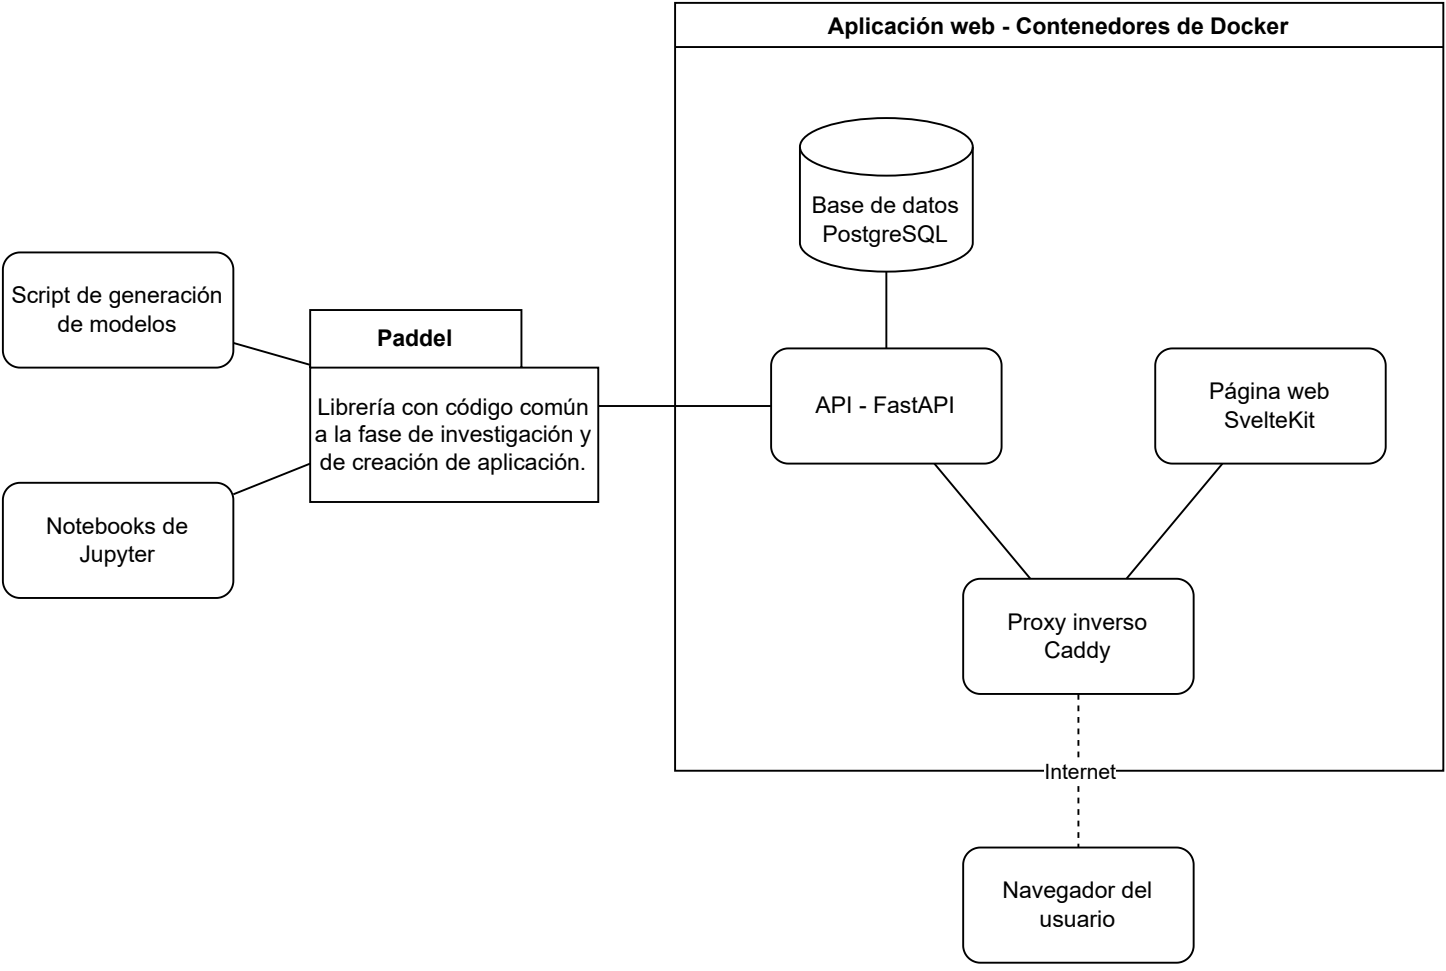 Aplicación web - Contenedores de Docker
Base de datos
PostgreSQL
Script de generación
de modelos
Paddel
Librería con código común
a la fase de investigación y
de creación de aplicación.
API - FastAPI
Página web
SvelteKit
Notebooks de
Jupyter
Proxy inverso
Caddy
Internet
Navegador del
usuario